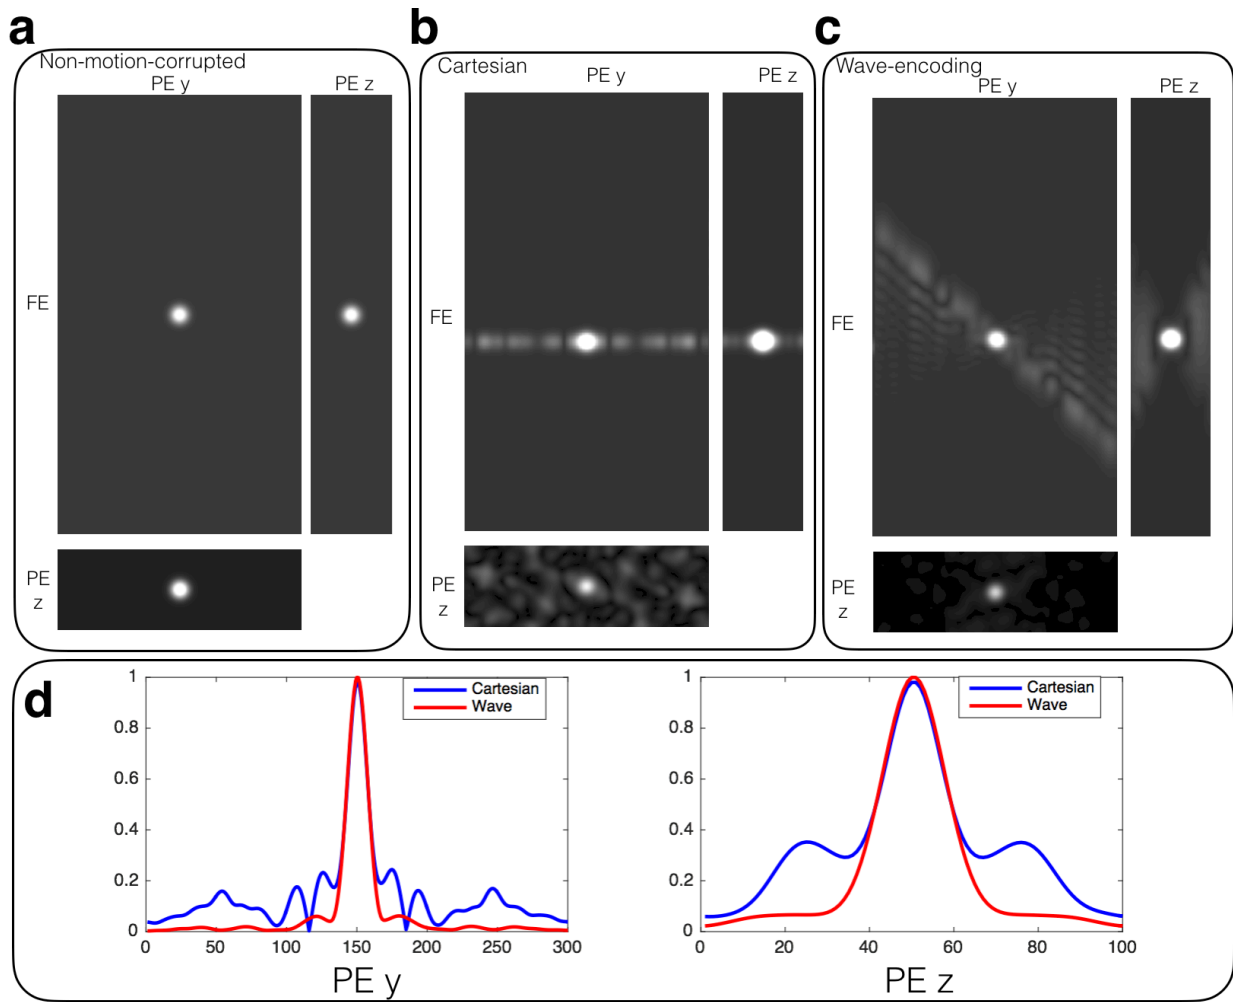 a
Non-motion-corrupted
PE y
PE z
FE
PE
z
b
Cartesian
PE y
PE z
FE
PE
z
c
Wave-encoding
PE y
PE z
FE
PE
z
d
1
0.8
0.6
0.4
0.2
0
0 50 100 150 200 250 300
Cartesian
Wave
PE y
1
0.8
0.6
0.4
0.2
0
0 20 40 60 80 100
Cartesian
Wave
PE z